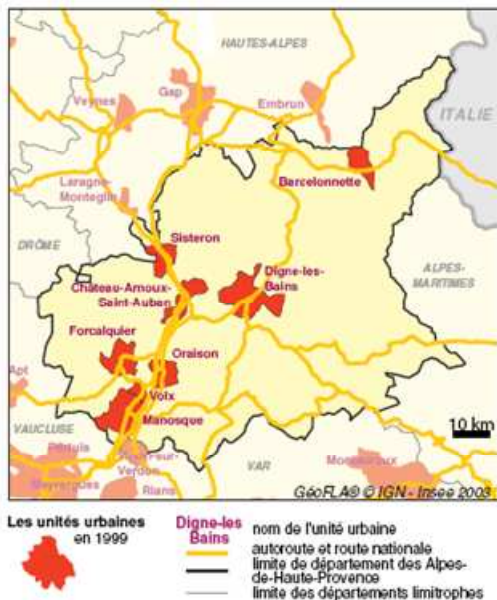 HAUTES-ALPES
Veynes
Gap
Embrun
ITALIE
Barcelonnette
Laragne-
Monteglin
DRÔME
Sisteron
Digne-les-
Bains
ALPES-
MARITIMES
Château-Arnoux-
Saint-Auban
Forcalquier
Oraison
Apt
Volx
VAUCLUSE
Manosque
10 km
Pertuis
Verdon
VAR
Meyrargues
Rians
GéoFLA® © IGN - Insee 2003
Les unités urbaines
en 1999
Digne-les
Bains
nom de l'unité urbaine
autoroute et route nationale
limite de département des Alpes-
de-Haute-Provence
limite des départements limitrophes